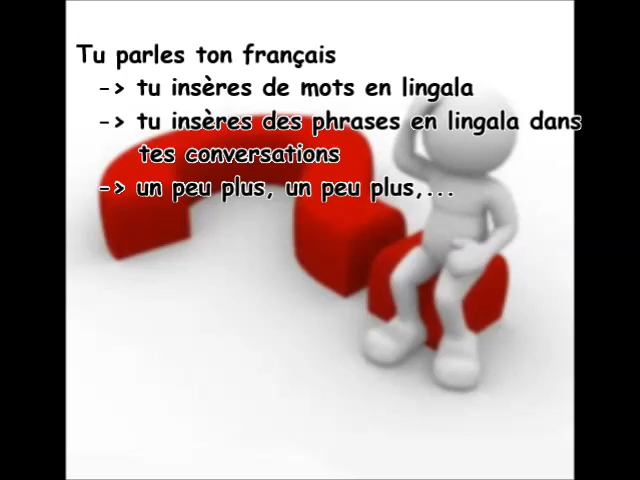 Tu parles ton français
-> tu insères de mots en lingala
-> tu insères des phrases en lingala dans
tes conversations
-> un peu plus, un peu plus,...